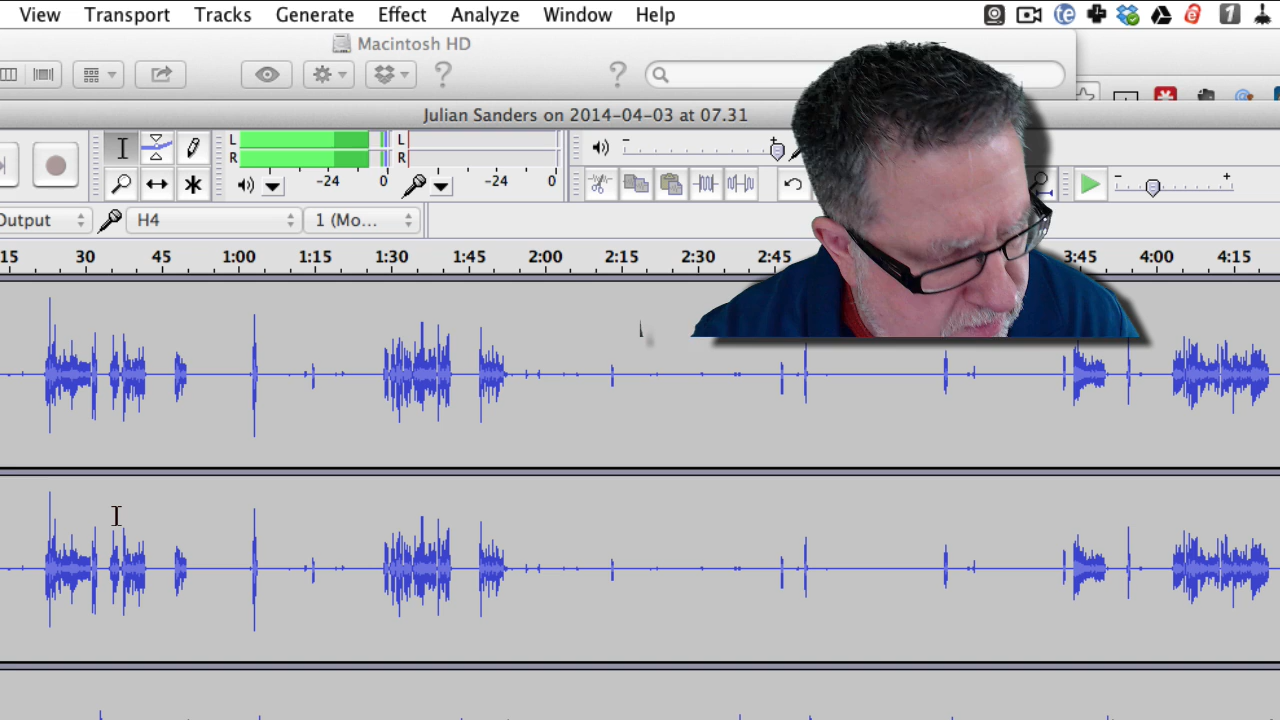 View Transport Tracks Generate Effect Analyze Window Help
Macintosh HD
? ?
Julian Sanders on 2014-04-03 at 07.31
L L
R R
-24 0 -24 0
- +
- +
Output H4 1 (Mo...
15 30 45 1:00 1:15 1:30 1:45 2:00 2:15 2:30 2:45 3:45 4:00 4:15